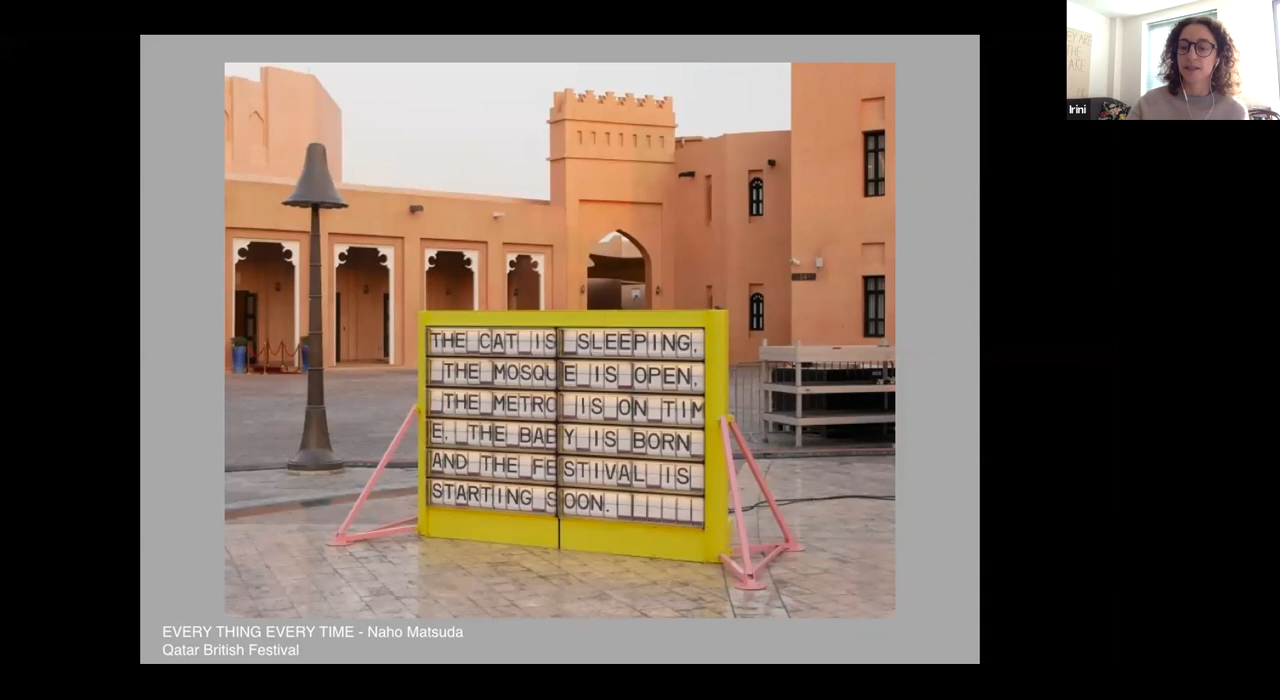 THE CAT IS SLEEPING,
THE MOSQUE IS OPEN,
THE METRO IS ON TIM
E. THE BABY IS BORN
AND THE FESTIVAL IS
STARTING SOON.
EVERY THING EVERY TIME - Naho Matsuda
Qatar British Festival
THE
Irini